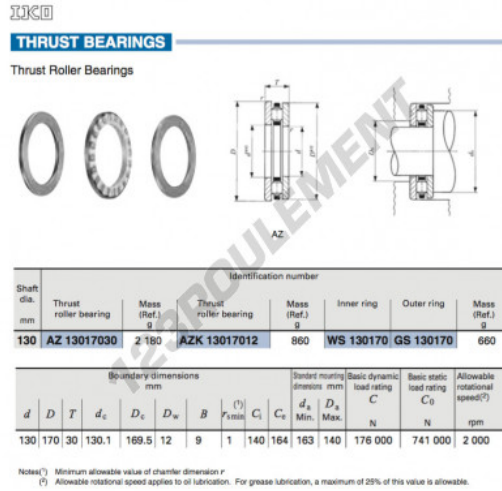 IKO
THRUST BEARINGS
Thrust Roller Bearings
T
r
D
d
AZ
Identification number
Shaft dia. mm
Thrust roller bearing
Mass (Ref.) g
Thrust roller bearing
Mass (Ref.) g
Inner ring
Outer ring
Mass (Ref.) g
130 AZ 13017030 2 180 AZK 13017012 860 WS 130170 GS 130170 660
Boundary dimensions mm
Standard mounting dimensions mm
Basic dynamic load rating C N
Basic static load rating C0 N
Allowable rotational speed(2) rpm
d D T dc Dc Dw B rs min(1) Ci Ce da Min. Da Max.
130 170 30 130.1 169.5 12 9 1 140 164 163 140 176 000 741 000 2 000
Notes(1) Minimum allowable value of chamfer dimension r
(2) Allowable rotational speed applies to oil lubrication. For grease lubrication, a maximum of 25% of this value is allowable.
123ROULEMENT